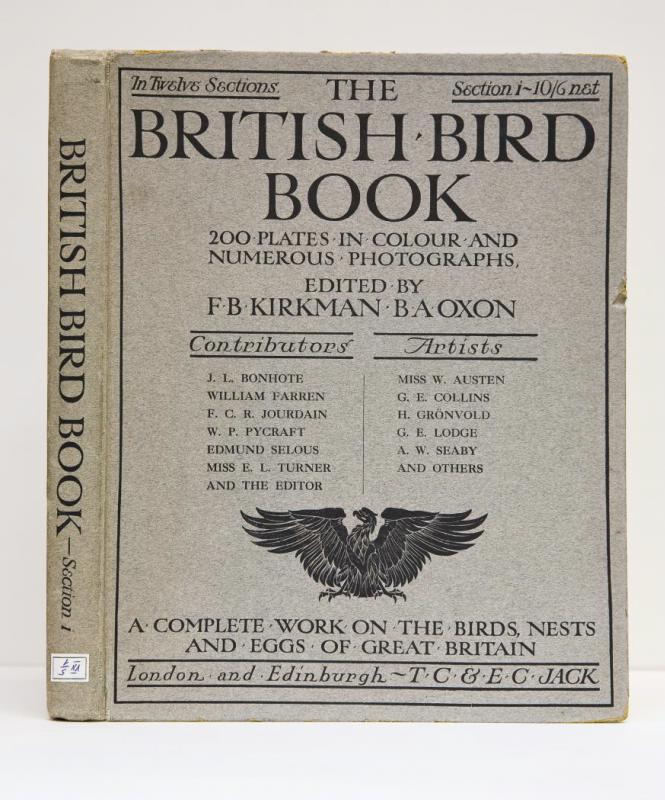 In Twelve Sections.
Section i~10/6 net
THE
BRITISH·BIRD
BOOK
200·PLATES·IN·COLOUR·AND
NUMEROUS·PHOTOGRAPHS,
EDITED·BY
F·B·KIRKMAN·B·A OXON
Contributors
J. L. BONHOTE
WILLIAM FARREN
F. C. R. JOURDAIN
W. P. PYCRAFT
EDMUND SELOUS
MISS E. L. TURNER
AND THE EDITOR
Artists
MISS W. AUSTEN
G. E. COLLINS
H. GRÖNVOLD
G. E. LODGE
A. W. SEABY
AND OTHERS
A·COMPLETE·WORK·ON·THE·BIRDS, NESTS
AND·EGGS·OF·GREAT·BRITAIN
London·and·Edinburgh~T·C·&·E·C·JACK
BRITISH BIRD BOOK—Section i